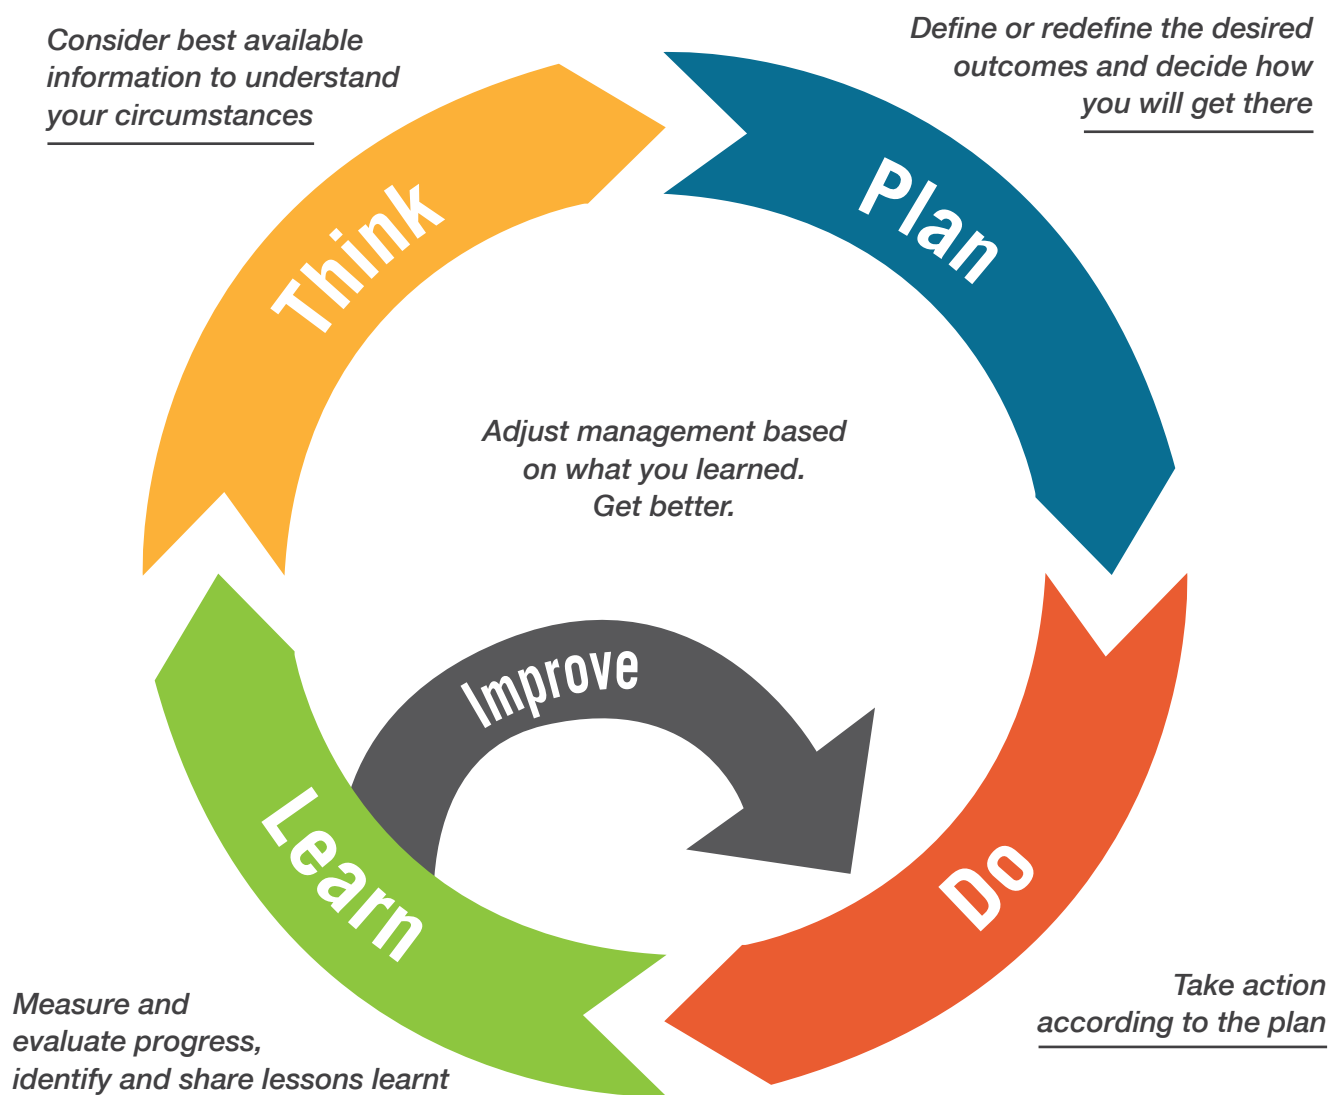 Consider best available
information to understand
your circumstances
Define or redefine the desired
outcomes and decide how
you will get there
Think
Plan
Adjust management based
on what you learned.
Get better.
Improve
Learn
Do
Measure and
evaluate progress,
identify and share lessons learnt
Take action
according to the plan